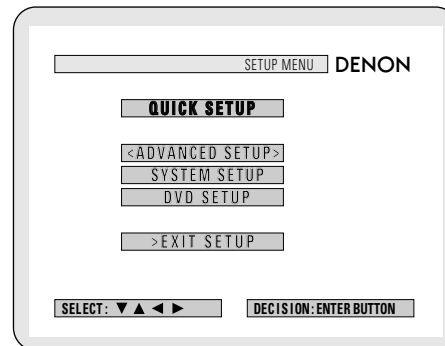 SETUP MENU DENON
QUICK SETUP
<ADVANCED SETUP>
SYSTEM SETUP
DVD SETUP
>EXIT SETUP
SELECT: ▼ ▲ ◄ ► DECISION: ENTER BUTTON